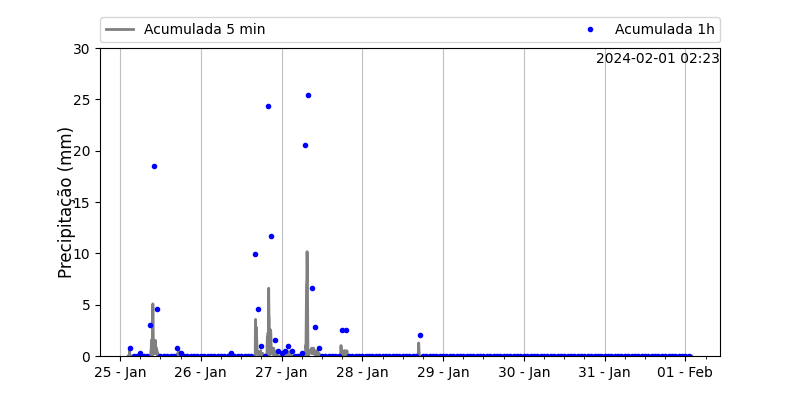 Acumulada 5 min
Acumulada 1h
2024-02-01 02:23
Precipitação (mm)
30
25
20
15
10
5
0
25 - Jan
26 - Jan
27 - Jan
28 - Jan
29 - Jan
30 - Jan
31 - Jan
01 - Feb